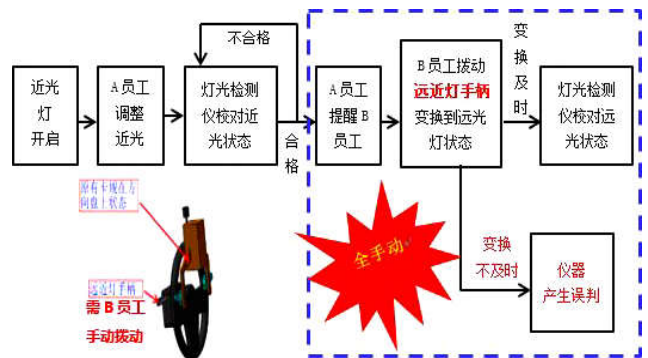 不合格
近光
灯
开启
A员工
调整
近光
灯光检测
仪核对近
光状态
合
格
A员工
提醒B
员工
B员工拨动
远近灯手柄
变换到远光
灯状态
变
换
及
时
灯光检测
仪核对远
光状态
原有卡规在方
向盘上状态
远近灯手柄
需B员工
手动拨动
全手动
变换
不及时
仪器
产生误判